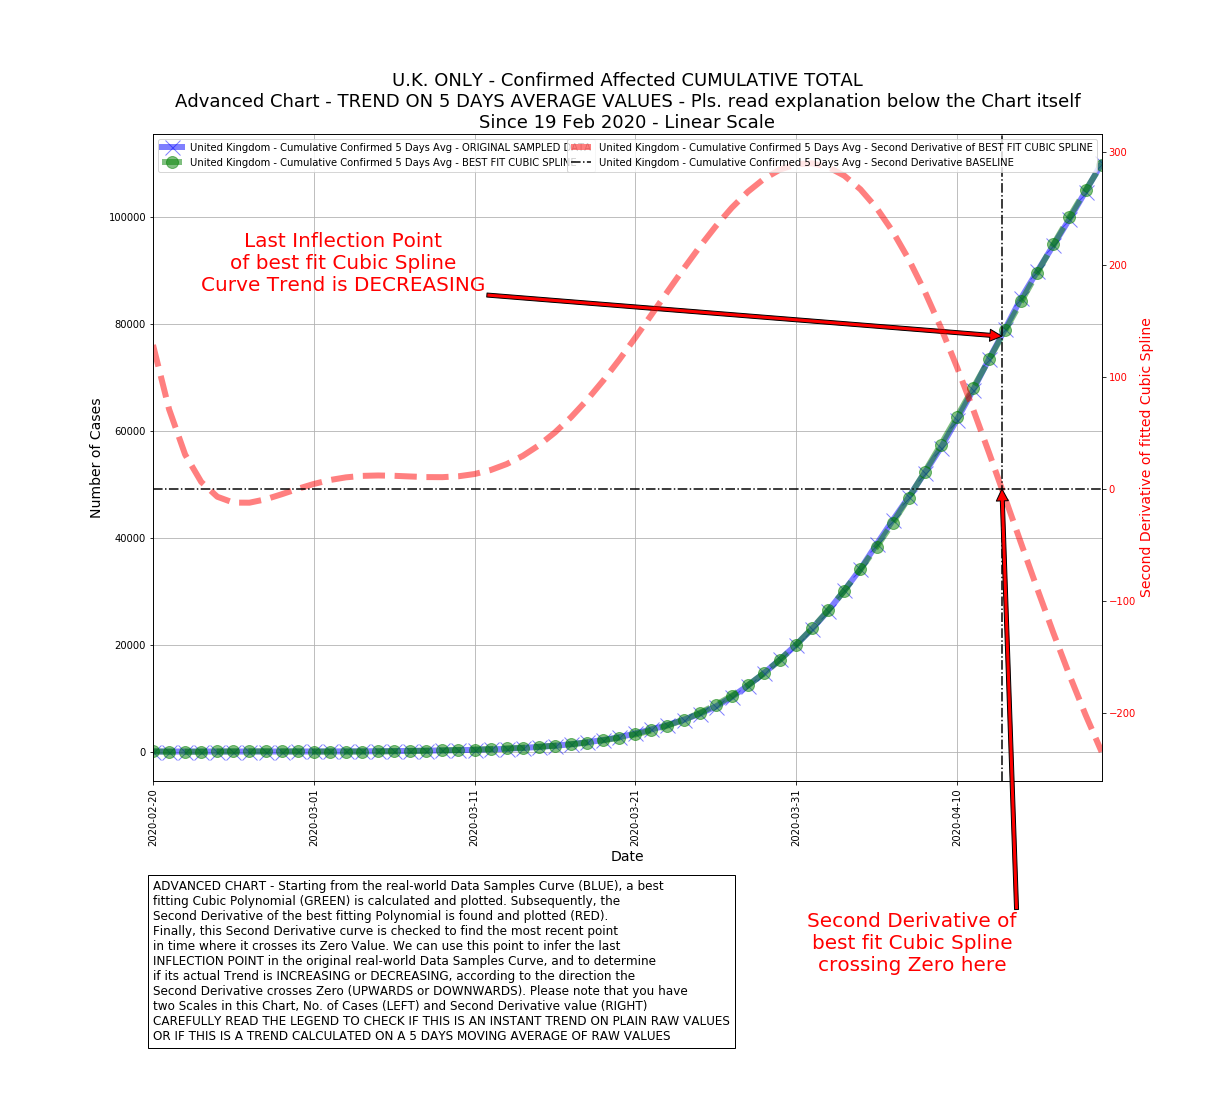 U.K. ONLY - Confirmed Affected CUMULATIVE TOTAL
Advanced Chart - TREND ON 5 DAYS AVERAGE VALUES - Pls. read explanation below the Chart itself
Since 19 Feb 2020 - Linear Scale
United Kingdom - Cumulative Confirmed 5 Days Avg - ORIGINAL SAMPLED DATA
United Kingdom - Cumulative Confirmed 5 Days Avg - BEST FIT CUBIC SPLINE
United Kingdom - Cumulative Confirmed 5 Days Avg - Second Derivative of BEST FIT CUBIC SPLINE
United Kingdom - Cumulative Confirmed 5 Days Avg - Second Derivative BASELINE
Last Inflection Point
of best fit Cubic Spline
Curve Trend is DECREASING
Number of Cases
100000
80000
60000
40000
20000
0
300
200
100
0
−100
−200
Second Derivative of fitted Cubic Spline
2020-02-20
2020-03-01
2020-03-11
2020-03-21
2020-03-31
2020-04-10
Date
ADVANCED CHART - Starting from the real-world Data Samples Curve (BLUE), a best
fitting Cubic Polynomial (GREEN) is calculated and plotted. Subsequently, the
Second Derivative of the best fitting Polynomial is found and plotted (RED).
Finally, this Second Derivative curve is checked to find the most recent point
in time where it crosses its Zero Value. We can use this point to infer the last
INFLECTION POINT in the original real-world Data Samples Curve, and to determine
if its actual Trend is INCREASING or DECREASING, according to the direction the
Second Derivative crosses Zero (UPWARDS or DOWNWARDS). Please note that you have
two Scales in this Chart, No. of Cases (LEFT) and Second Derivative value (RIGHT)
CAREFULLY READ THE LEGEND TO CHECK IF THIS IS AN INSTANT TREND ON PLAIN RAW VALUES
OR IF THIS IS A TREND CALCULATED ON A 5 DAYS MOVING AVERAGE OF RAW VALUES
Second Derivative of
best fit Cubic Spline
crossing Zero here